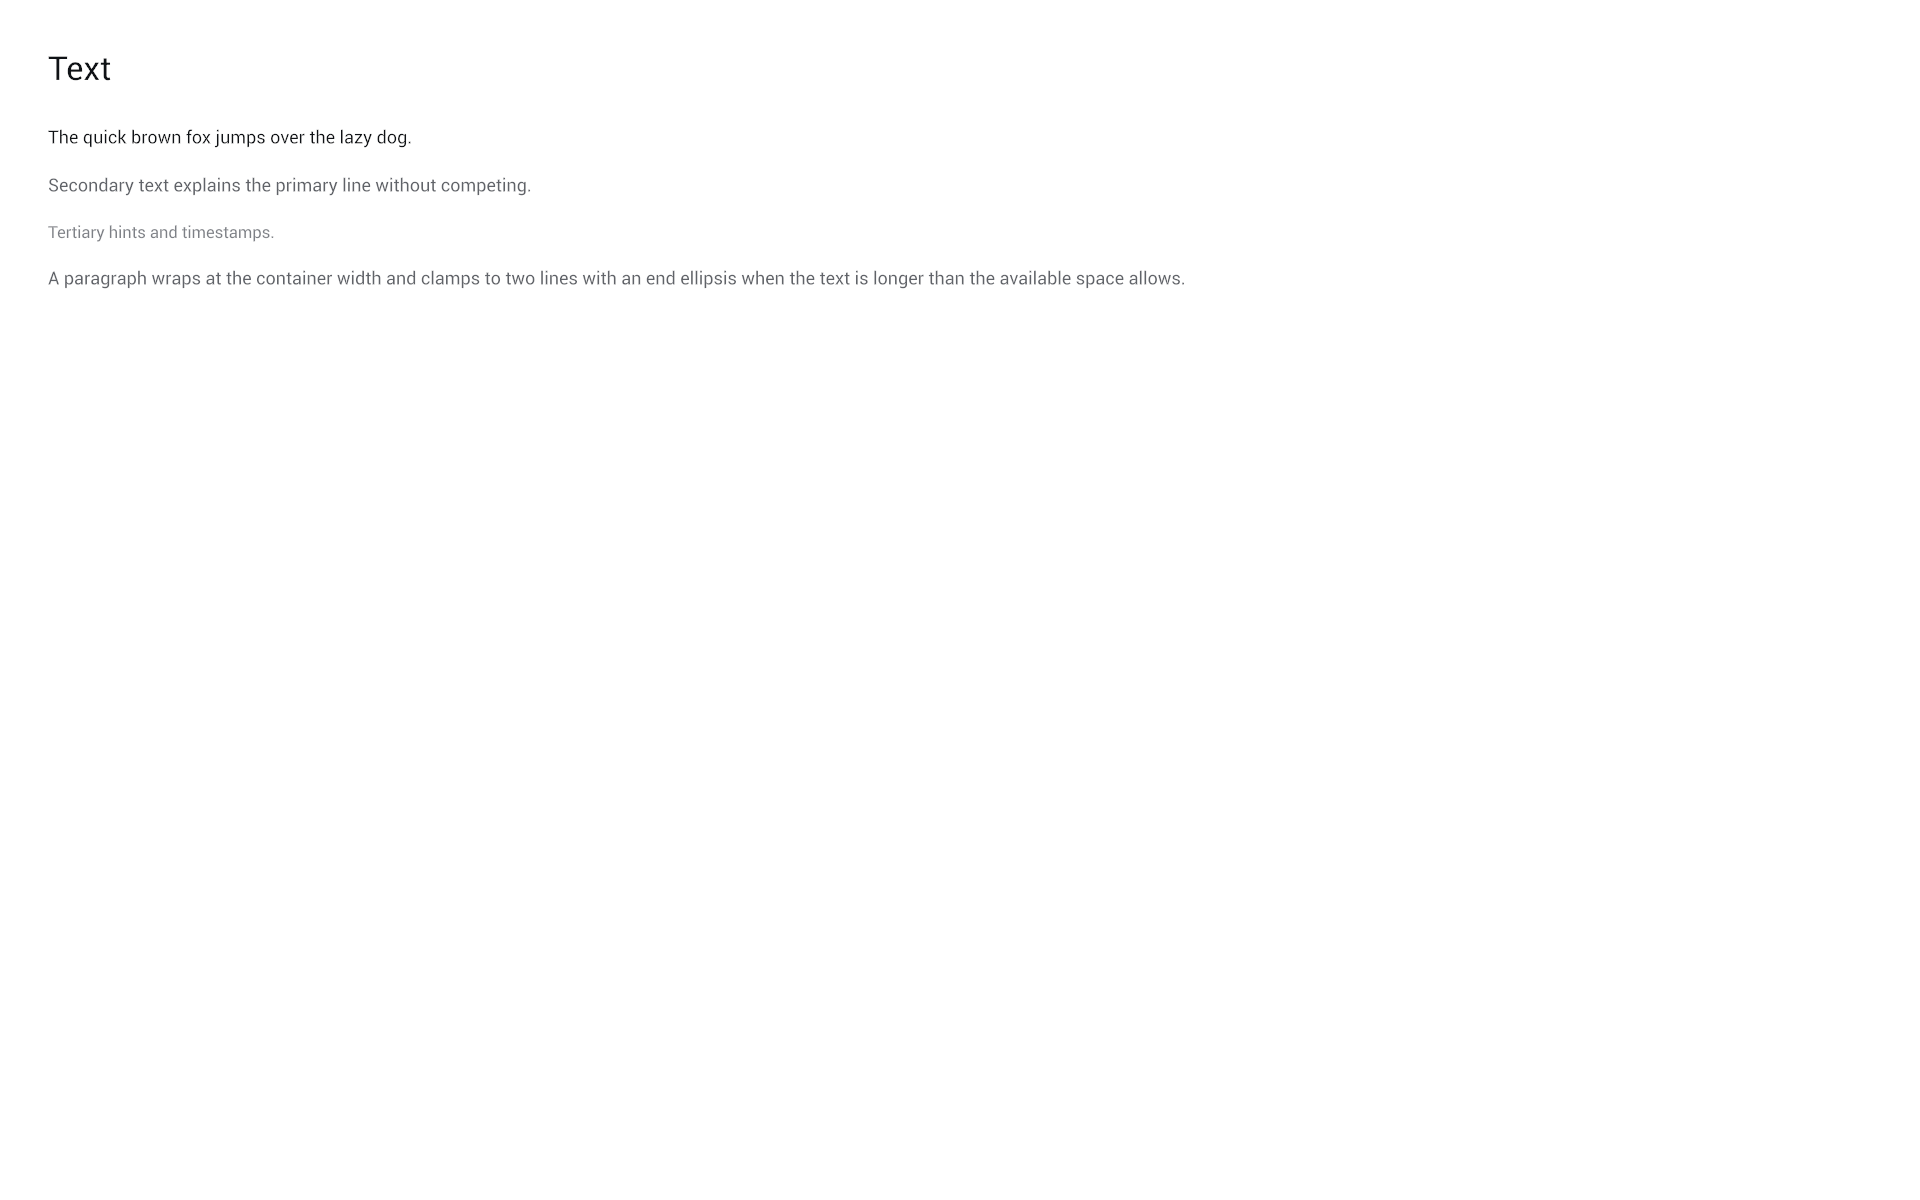 Text
The quick brown fox jumps over the lazy dog.
Secondary text explains the primary line without competing.
Tertiary hints and timestamps.
A paragraph wraps at the container width and clamps to two lines with an end ellipsis when the text is longer than the available space allows.